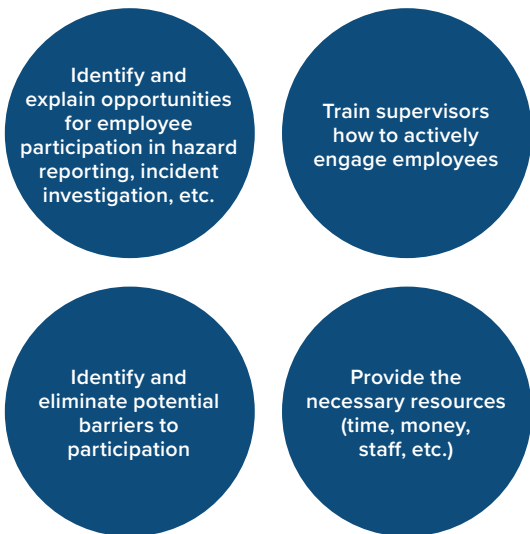 Identify and
explain opportunities
for employee
participation in hazard
reporting, incident
investigation, etc.
Train supervisors
how to actively
engage employees
Identify and
eliminate potential
barriers to
participation
Provide the
necessary resources
(time, money,
staff, etc.)